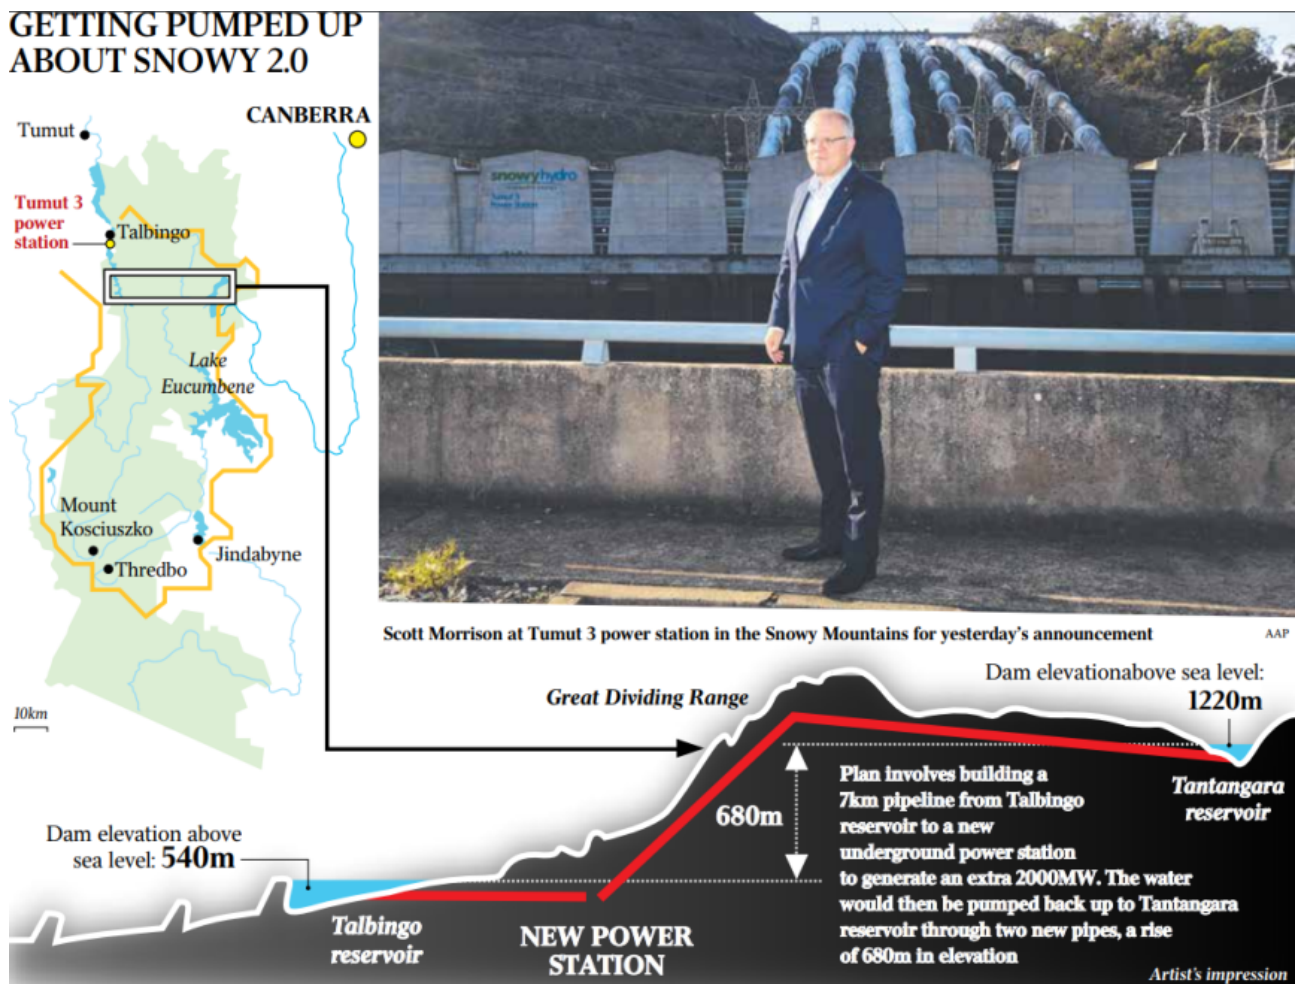 GETTING PUMPED UP
ABOUT SNOWY 2.0
CANBERRA
Tumut
Tumut 3
power
station
Talbingo
Lake
Eucumbene
Mount
Kosciuszko
Thredbo
Jindabyne
10km
snowyhydro
Tumut 3
Power Station
Scott Morrison at Tumut 3 power station in the Snowy Mountains for yesterday's announcement
AAP
Great Dividing Range
Dam elevationabove sea level:
1220m
Tantangara
reservoir
680m
Plan involves building a
7km pipeline from Talbingo
reservoir to a new
underground power station
to generate an extra 2000MW. The water
would then be pumped back up to Tantangara
reservoir through two new pipes, a rise
of 680m in elevation
Dam elevation above
sea level: 540m
Talbingo
reservoir
NEW POWER
STATION
Artist's impression